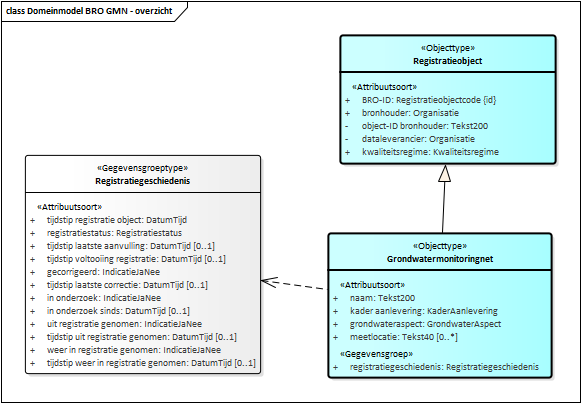 class Domeinmodel BRO GMN - overzicht
«Objecttype»
Registratieobject
«Attribuutsoort»
+ BRO-ID: Registratieobjectcode {id}
+ bronhouder: Organisatie
- object-ID bronhouder: Tekst200
- dataleverancier: Organisatie
+ kwaliteitsregime: Kwaliteitsregime
«Gegevensgroeptype»
Registratiegeschiedenis
«Attribuutsoort»
+ tijdstip registratie object: DatumTijd
+ registratiestatus: Registratiestatus
+ tijdstip laatste aanvulling: DatumTijd [0..1]
+ tijdstip voltooiing registratie: DatumTijd [0..1]
+ gecorrigeerd: IndicatieJaNee
+ tijdstip laatste correctie: DatumTijd [0..1]
+ in onderzoek: IndicatieJaNee
+ in onderzoek sinds: DatumTijd [0..1]
+ uit registratie genomen: IndicatieJaNee
+ tijdstip uit registratie genomen: DatumTijd [0..1]
+ weer in registratie genomen: IndicatieJaNee
+ tijdstip weer in registratie genomen: DatumTijd [0..1]
«Objecttype»
Grondwatermonitoringnet
«Attribuutsoort»
+ naam: Tekst200
+ kader aanlevering: KaderAanlevering
+ grondwateraspect: GrondwaterAspect
+ meetlocatie: Tekst40 [0..*]
«Gegevensgroep»
+ registratiegeschiedenis: Registratiegeschiedenis